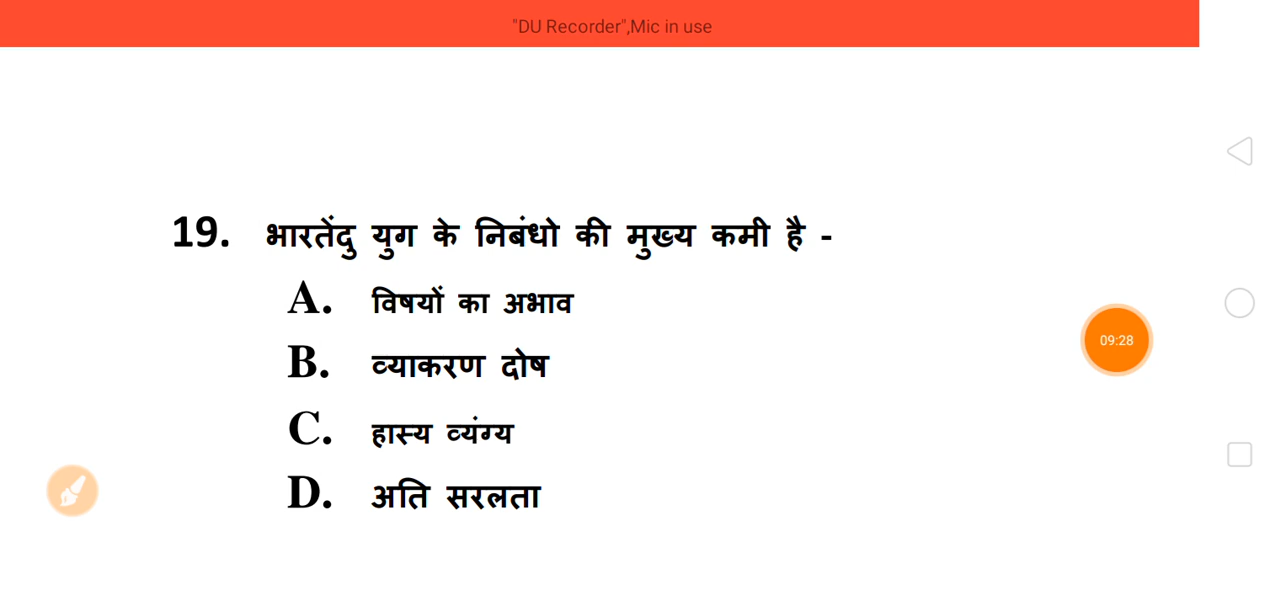 "DU Recorder",Mic in use
19. भारतेंदु युग के निबंधो की मुख्य कमी है -
A. विषयों का अभाव
09:28
B. व्याकरण दोष
C. हास्य व्यंग्य
D. अति सरलता